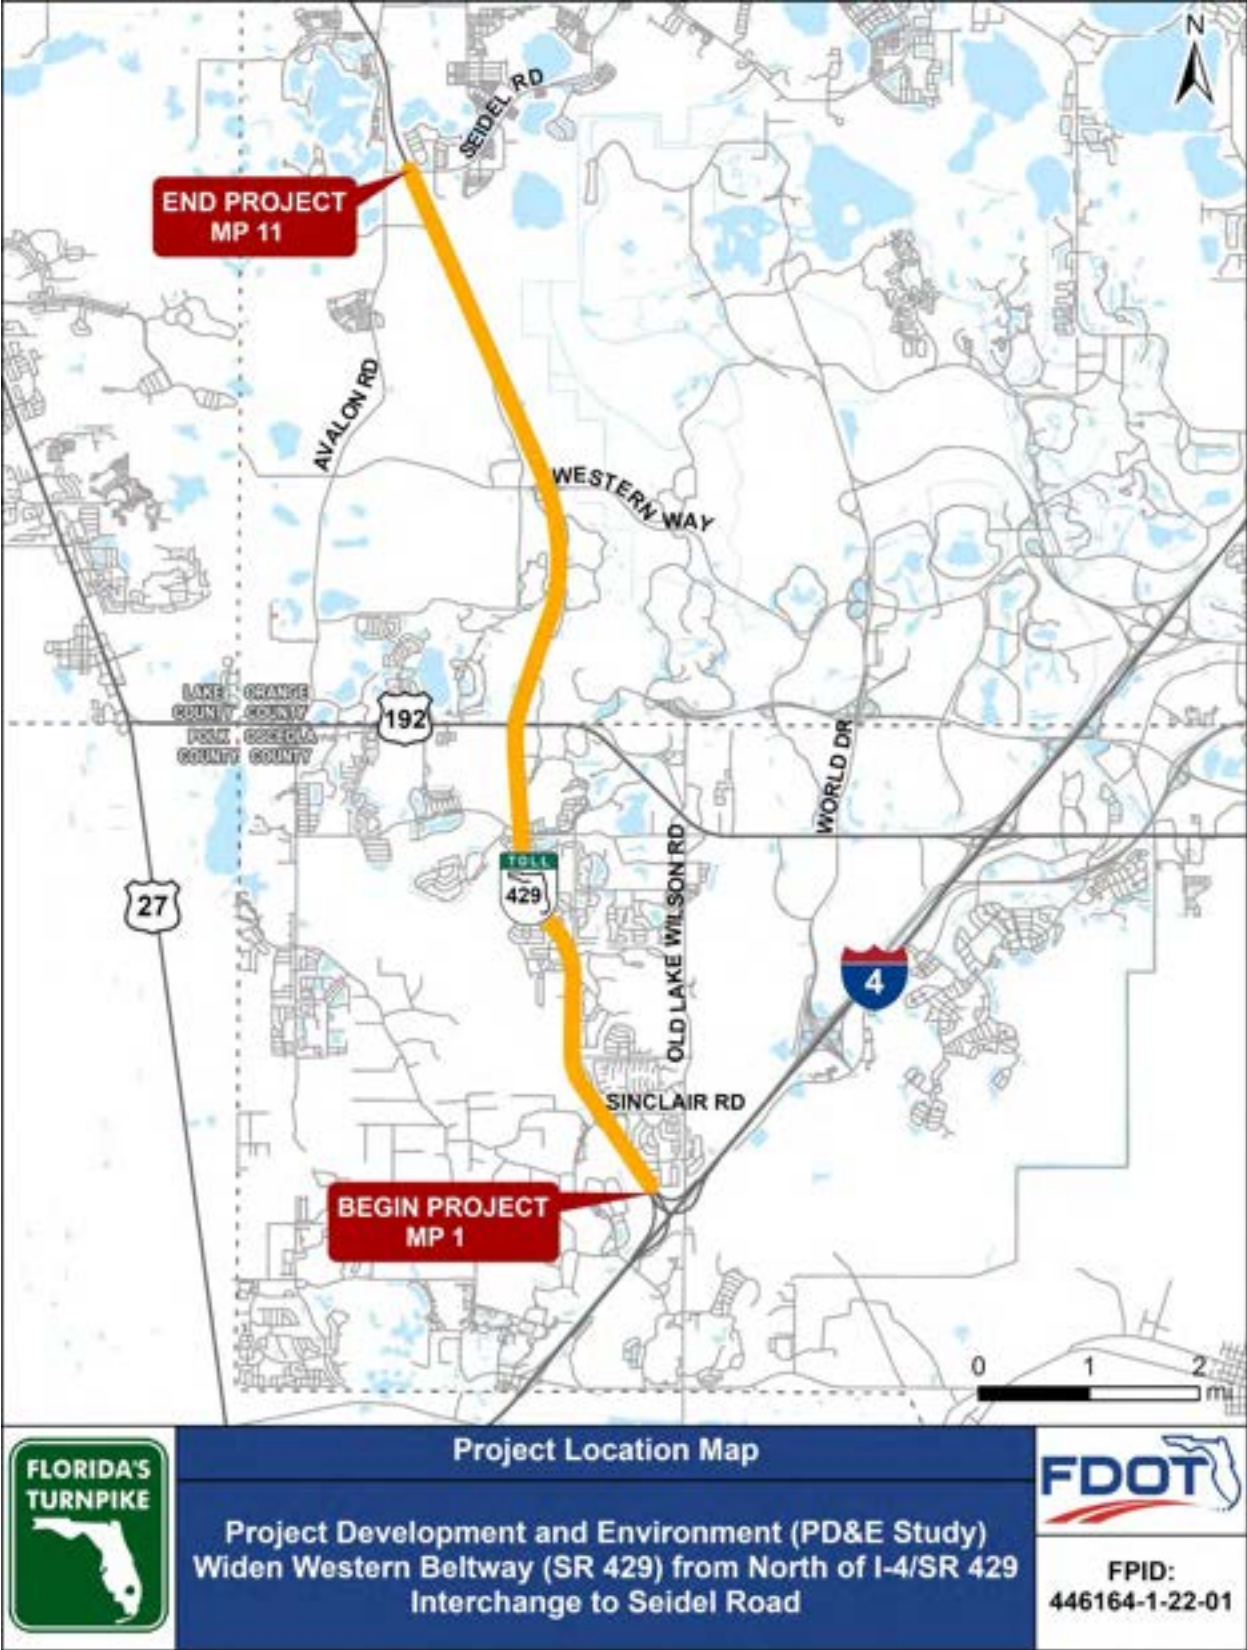 N
SEIDEL RD
END PROJECT
MP 11
AVALON RD
WESTERN WAY
LAKE ORANGE
COUNTY COUNTY
192
POLK OSCEOLA
COUNTY COUNTY
WORLD DR
TOLL
429
27
OLD LAKE WILSON RD
4
SINCLAIR RD
BEGIN PROJECT
MP 1
0 1 2
mi
FLORIDA'S
TURNPIKE
Project Location Map
Project Development and Environment (PD&E Study)
Widen Western Beltway (SR 429) from North of I-4/SR 429
Interchange to Seidel Road
FDOT
FPID:
446164-1-22-01